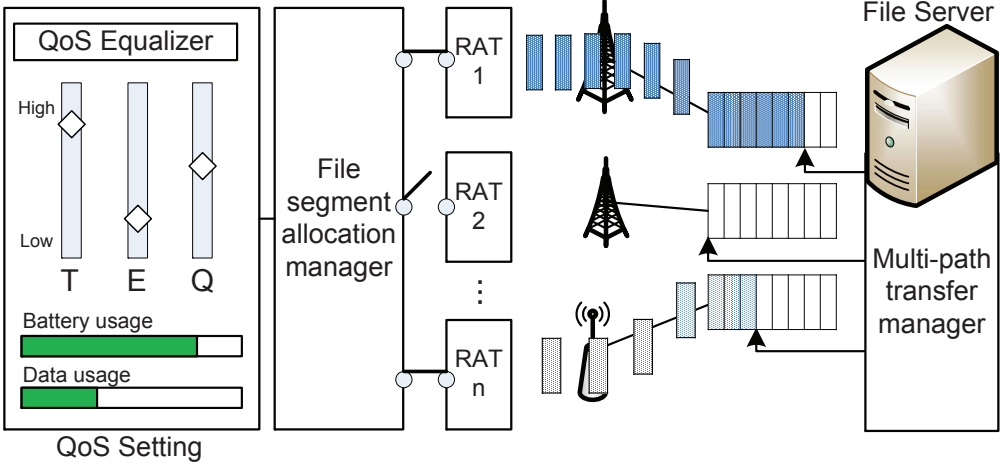 QoS Equalizer
High
Low
T E Q
Battery usage
Data usage
QoS Setting
File
segment
allocation
manager
RAT
1
RAT
2
⋮
RAT
n
File Server
Multi-path
transfer
manager